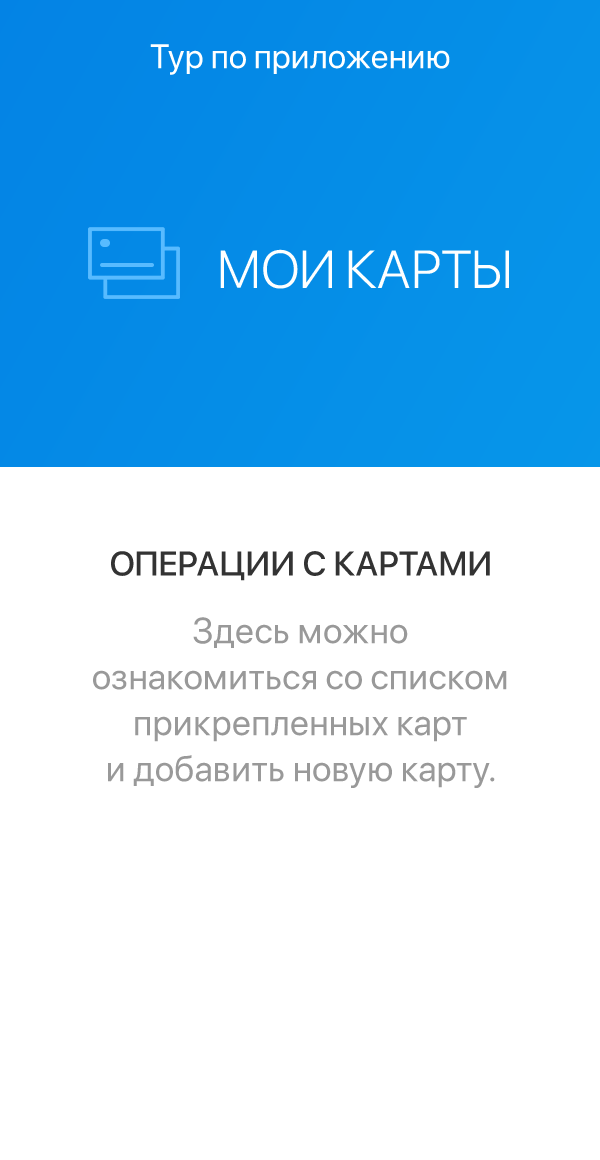 Тур по приложению
МОИ КАРТЫ
ОПЕРАЦИИ С КАРТАМИ
Здесь можно
ознакомиться со списком
прикрепленных карт
и добавить новую карту.